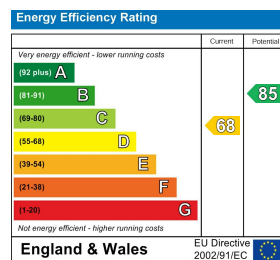 Energy Efficiency Rating
Current Potential
Very energy efficient - lower running costs
(92 plus) A
(81-91) B
85
(69-80) C
68
(55-68) D
(39-54) E
(21-38) F
(1-20) G
Not energy efficient - higher running costs
England & Wales
EU Directive
2002/91/EC